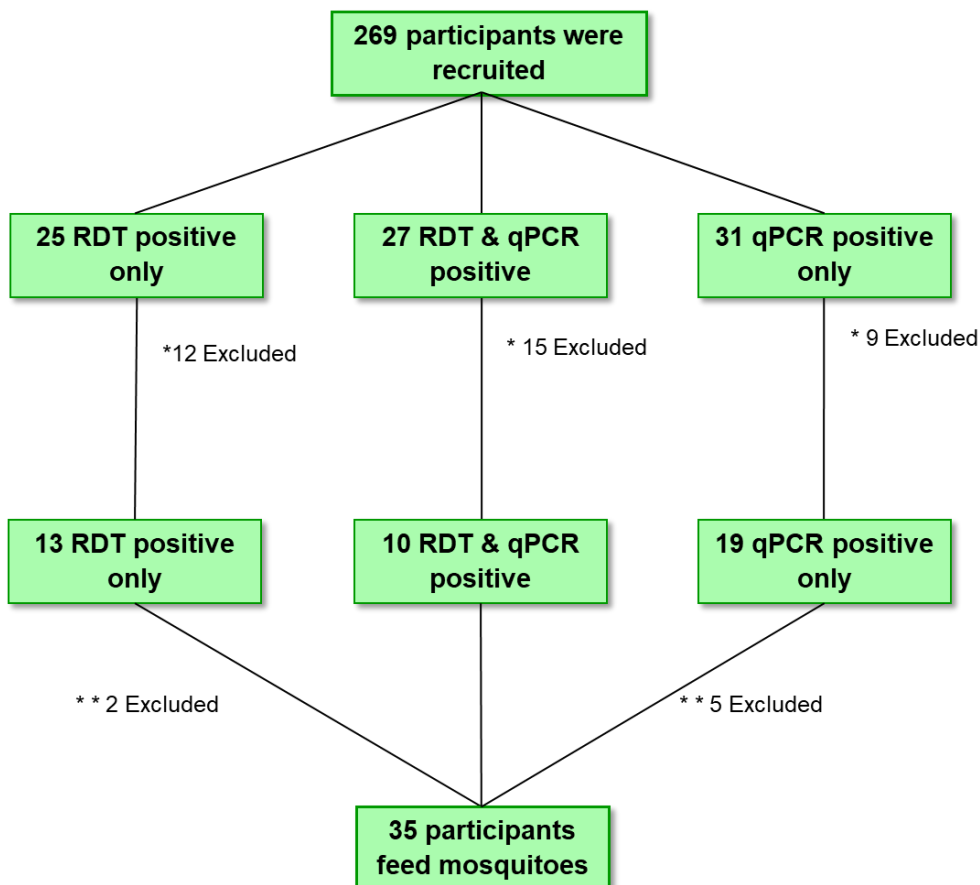 269 participants were
recruited
25 RDT positive
only
27 RDT & qPCR
positive
31 qPCR positive
only
*12 Excluded
* 15 Excluded
* 9 Excluded
13 RDT positive
only
10 RDT & qPCR
positive
19 qPCR positive
only
* * 2 Excluded
* * 5 Excluded
35 participants
feed mosquitoes